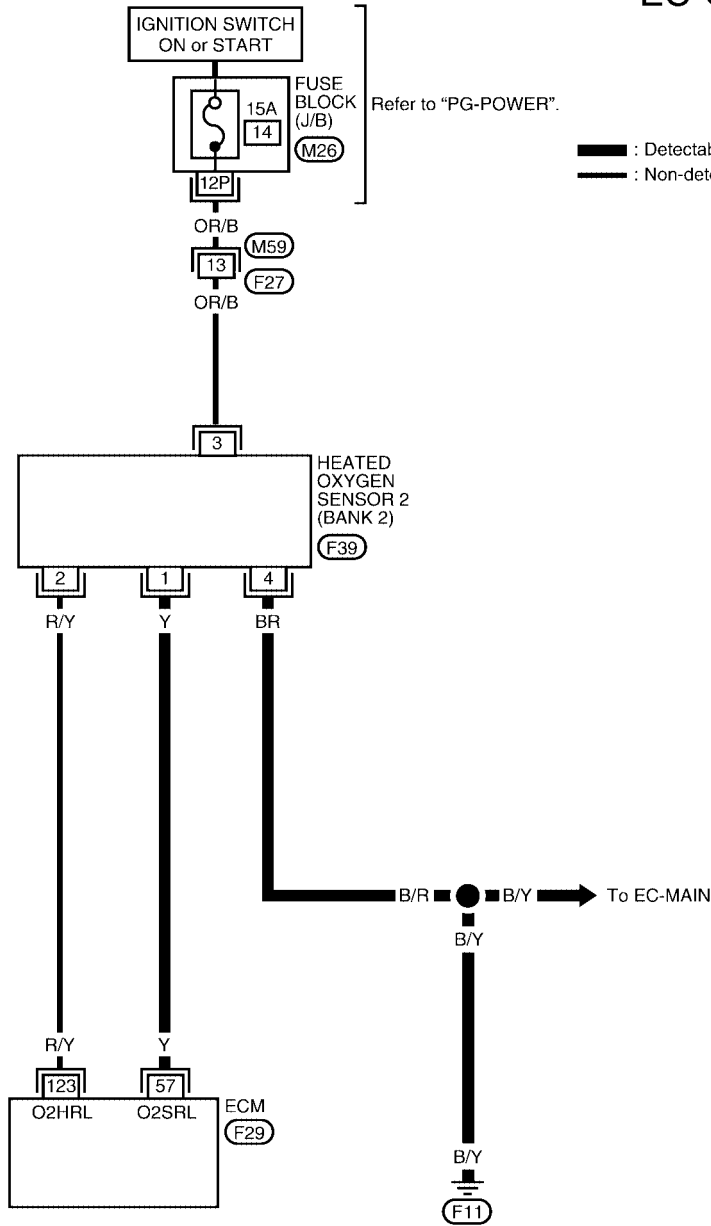 IGNITION SWITCH
ON or START
FUSE
BLOCK
(J/B)
15A
14
M26
Refer to “PG-POWER”.
: Detectab
: Non-dete
12P
OR/B
M59
13
F27
OR/B
3
HEATED
OXYGEN
SENSOR 2
(BANK 2)
F39
2 1 4
R/Y Y BR
B/R B/Y To EC-MAIN
B/Y
R/Y Y
123 57
O2HRL O2SRL
ECM
F29
B/Y
F11